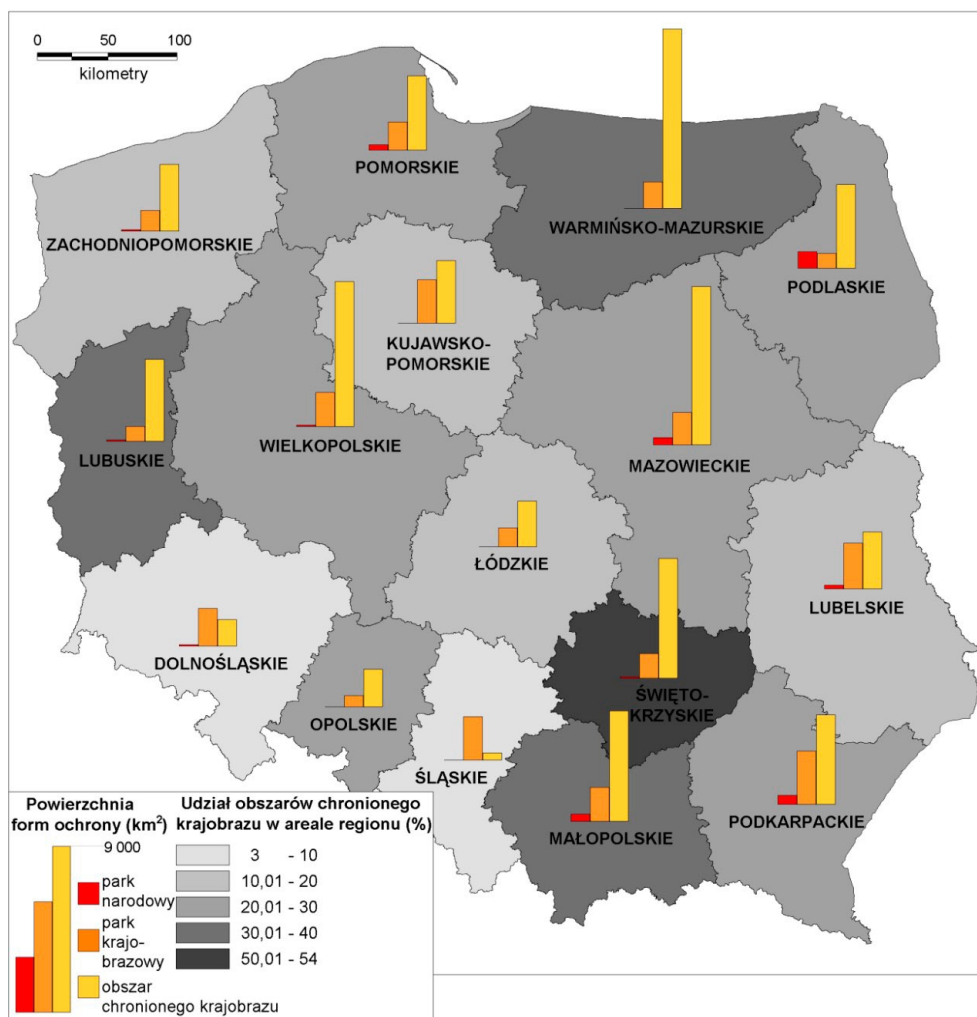 0 50 100
kilometry
POMORSKIE
WARMIŃSKO-MAZURSKIE
ZACHODNIOPOMORSKIE
PODLASKIE
KUJAWSKO-
POMORSKIE
WIELKOPOLSKIE
MAZOWIECKIE
LUBUSKIE
ŁÓDZKIE
LUBELSKIE
DOLNOŚLĄSKIE
ŚWIĘTO-
KRZYSKIE
OPOLSKIE
ŚLĄSKIE
MAŁOPOLSKIE
PODKARPACKIE
Powierzchnia
form ochrony (km²)
9 000
park
narodowy
park
krajo-
brazowy
obszar
chronionego krajobrazu
Udział obszarów chronionego
krajobrazu w areale regionu (%)
3 - 10
10,01 - 20
20,01 - 30
30,01 - 40
50,01 - 54